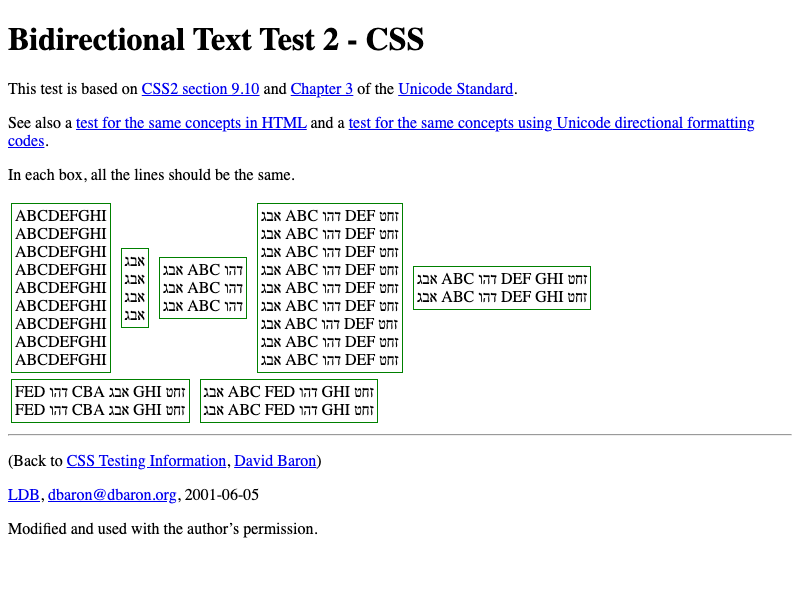 Bidirectional Text Test 2 - CSS
This test is based on CSS2 section 9.10 and Chapter 3 of the Unicode Standard.
See also a test for the same concepts in HTML and a test for the same concepts using Unicode directional formatting
codes.
In each box, all the lines should be the same.
ABCDEFGHI
ABCDEFGHI
ABCDEFGHI
ABCDEFGHI
ABCDEFGHI
ABCDEFGHI
ABCDEFGHI
ABCDEFGHI
ABCDEFGHI
אבג
אבג
אבג
אבג
אבג ABC דהו
אבג ABC דהו
אבג ABC דהו
אבג ABC דהו DEF זחט
אבג ABC דהו DEF זחט
אבג ABC דהו DEF זחט
אבג ABC דהו DEF זחט
אבג ABC דהו DEF זחט
אבג ABC דהו DEF זחט
אבג ABC דהו DEF זחט
אבג ABC דהו DEF זחט
אבג ABC דהו DEF זחט
אבג ABC דהו DEF GHI זחט
אבג ABC דהו DEF GHI זחט
FED דהו CBA אבג GHI זחט
FED דהו CBA אבג GHI זחט
אבג ABC FED דהו GHI זחט
אבג ABC FED דהו GHI זחט
(Back to CSS Testing Information, David Baron)
LDB, dbaron@dbaron.org, 2001-06-05
Modified and used with the author’s permission.